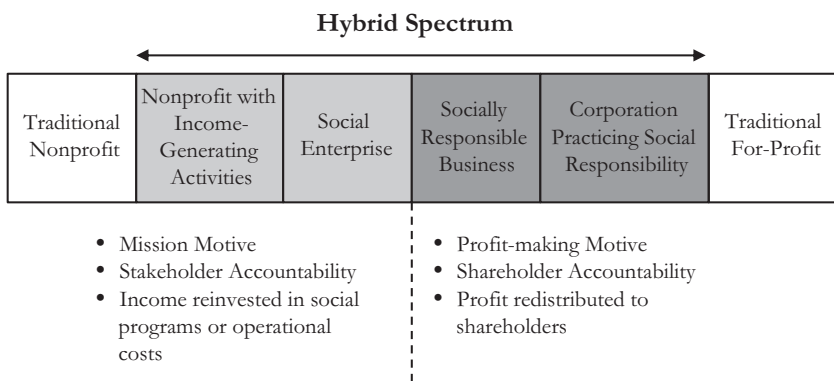 Hybrid Spectrum
Traditional
Nonprofit
Nonprofit with
Income-
Generating
Activities
Social
Enterprise
Socially
Responsible
Business
Corporation
Practicing Social
Responsibility
Traditional
For-Profit
• Mission Motive
• Stakeholder Accountability
• Income reinvested in social
programs or operational
costs
• Profit-making Motive
• Shareholder Accountability
• Profit redistributed to
shareholders